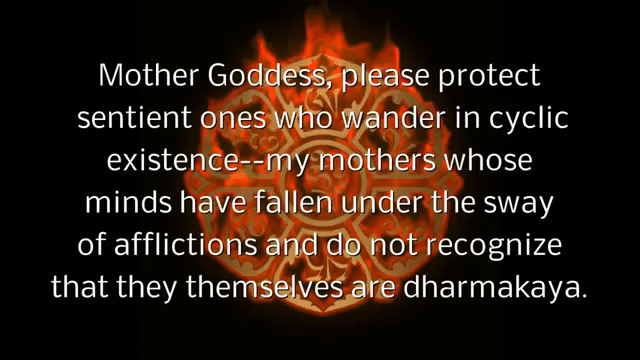 Mother Goddess, please protect
sentient ones who wander in cyclic
existence--my mothers whose
minds have fallen under the sway
of afflictions and do not recognize
that they themselves are dharmakaya.